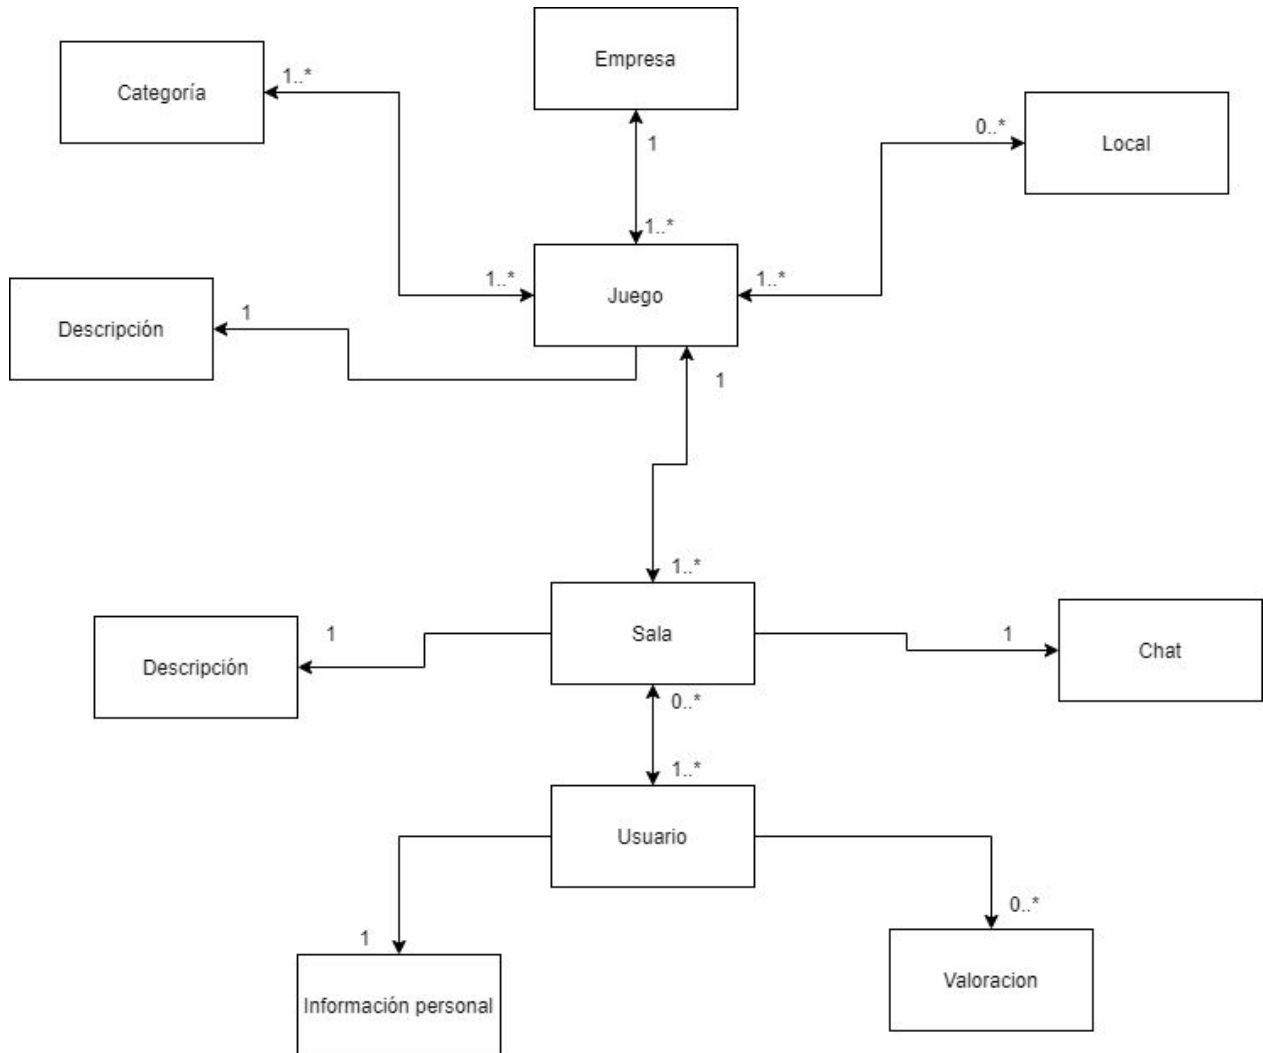 Empresa
Categoría
1..*
Local
0..*
1
1..*
Juego
1..*
1..*
Descripción
1
1
1..*
Sala
Descripción
1
1
Chat
0..*
1..*
Usuario
0..*
1
Valoracion
Información personal